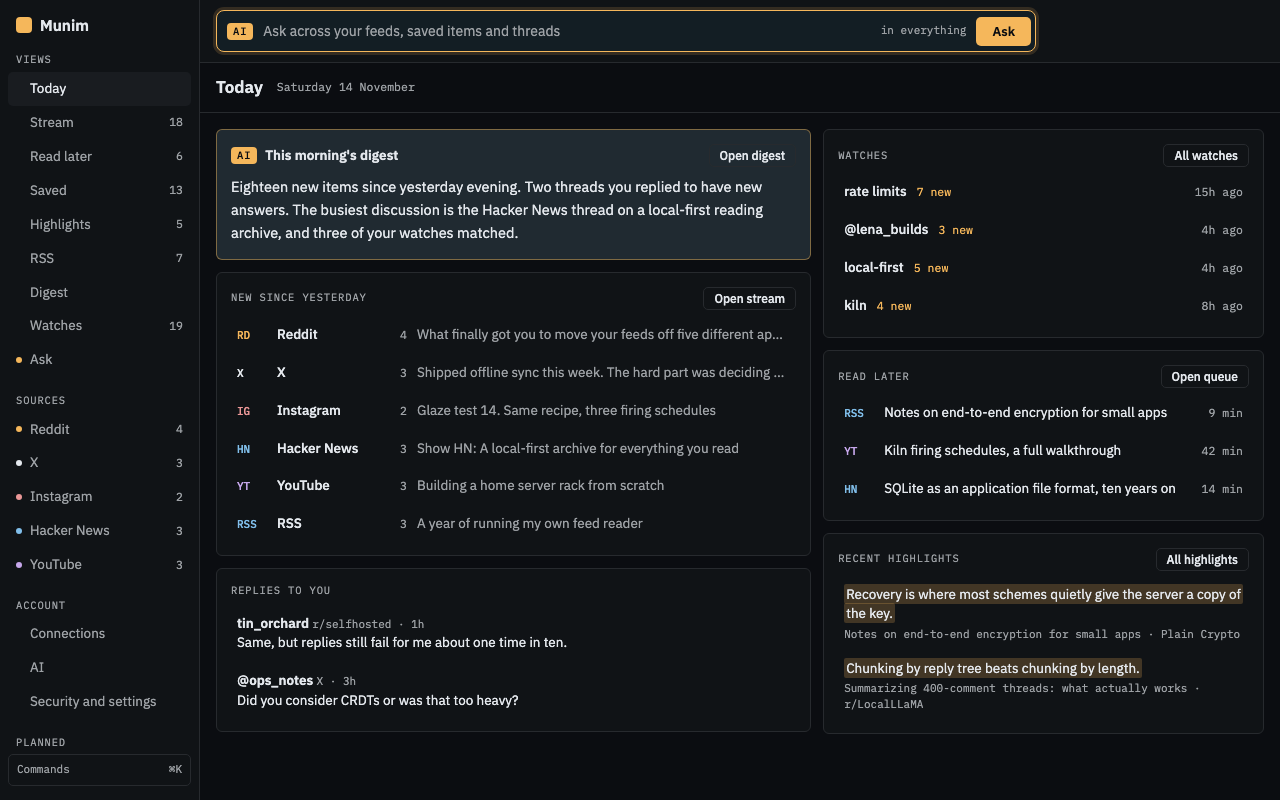 Munim
VIEWS
Today
Stream 18
Read later 6
Saved 13
Highlights 5
RSS 7
Digest
Watches 19
Ask
SOURCES
Reddit 4
X 3
Instagram 2
Hacker News 3
YouTube 3
ACCOUNT
Connections
AI
Security and settings
PLANNED
Commands ⌘K
AI Ask across your feeds, saved items and threads in everything Ask
Today Saturday 14 November
AI This morning's digest Open digest
Eighteen new items since yesterday evening. Two threads you replied to have new
answers. The busiest discussion is the Hacker News thread on a local-first reading
archive, and three of your watches matched.
NEW SINCE YESTERDAY Open stream
RD Reddit 4 What finally got you to move your feeds off five different ap...
X X 3 Shipped offline sync this week. The hard part was deciding ...
IG Instagram 2 Glaze test 14. Same recipe, three firing schedules
HN Hacker News 3 Show HN: A local-first archive for everything you read
YT YouTube 3 Building a home server rack from scratch
RSS RSS 3 A year of running my own feed reader
REPLIES TO YOU
tin_orchard r/selfhosted · 1h
Same, but replies still fail for me about one time in ten.
@ops_notes X · 3h
Did you consider CRDTs or was that too heavy?
WATCHES All watches
rate limits 7 new 15h ago
@lena_builds 3 new 4h ago
local-first 5 new 4h ago
kiln 4 new 8h ago
READ LATER Open queue
RSS Notes on end-to-end encryption for small apps 9 min
YT Kiln firing schedules, a full walkthrough 42 min
HN SQLite as an application file format, ten years on 14 min
RECENT HIGHLIGHTS All highlights
Recovery is where most schemes quietly give the server a copy of
the key.
Notes on end-to-end encryption for small apps · Plain Crypto
Chunking by reply tree beats chunking by length.
Summarizing 400-comment threads: what actually works ·
r/LocalLLaMA